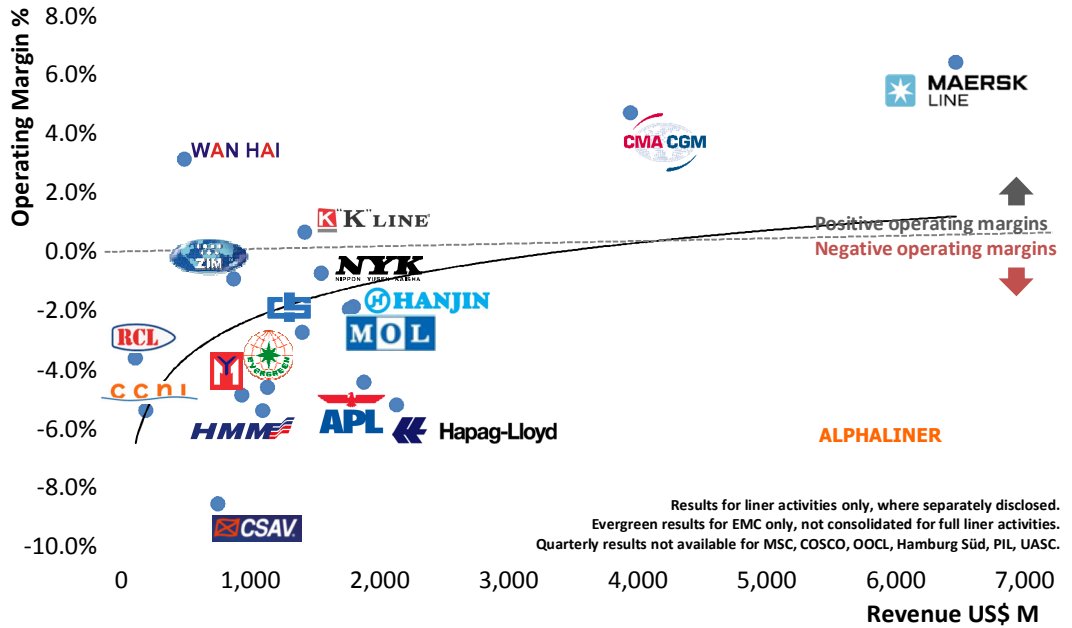 Operating Margin %
8.0%
6.0%
4.0%
2.0%
0.0%
-2.0%
-4.0%
-6.0%
-8.0%
-10.0%
MAERSK
LINE
CMA CGM
WAN HAI
K "K" LINE
Positive operating margins
Negative operating margins
ZIM
NYK
NIPPON YUSEN KAISHA
HANJIN
MOL
RCL
EVERGREEN
ccni
HMM
APL
Hapag-Lloyd
ALPHALINER
CSAV
Results for liner activities only, where separately disclosed.
Evergreen results for EMC only, not consolidated for full liner activities.
Quarterly results not available for MSC, COSCO, OOCL, Hamburg Süd, PIL, UASC.
0 1,000 2,000 3,000 4,000 5,000 6,000 7,000
Revenue US$ M